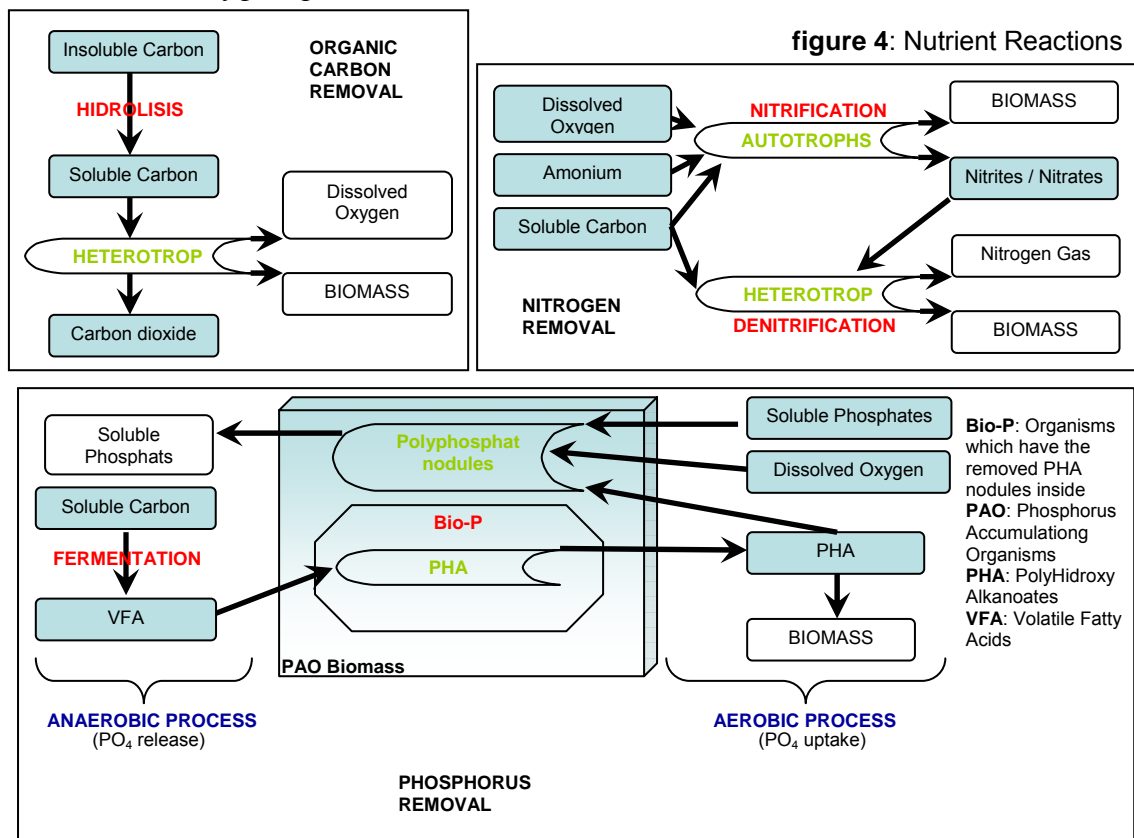 figure 4: Nutrient Reactions
Insoluble Carbon
ORGANIC
CARBON
REMOVAL
HIDROLISIS
Soluble Carbon
Dissolved
Oxygen
HETEROTROP
BIOMASS
Carbon dioxide
Dissolved
Oxygen
NITRIFICATION
BIOMASS
AUTOTROPHS
Amonium
Nitrites / Nitrates
Soluble Carbon
Nitrogen Gas
HETEROTROP
NITROGEN
REMOVAL
DENITRIFICATION
BIOMASS
Soluble
Phosphats
Polyphosphat
nodules
Soluble Phosphates
Dissolved Oxygen
Soluble Carbon
Bio-P
FERMENTATION
PHA
PHA
VFA
BIOMASS
PAO Biomass
Bio-P: Organisms
which have the
removed PHA
nodules inside
PAO: Phosphorus
Accumulationg
Organisms
PHA: PolyHidroxy
Alkanoates
VFA: Volatile Fatty
Acids
ANAEROBIC PROCESS
(PO4 release)
AEROBIC PROCESS
(PO4 uptake)
PHOSPHORUS
REMOVAL